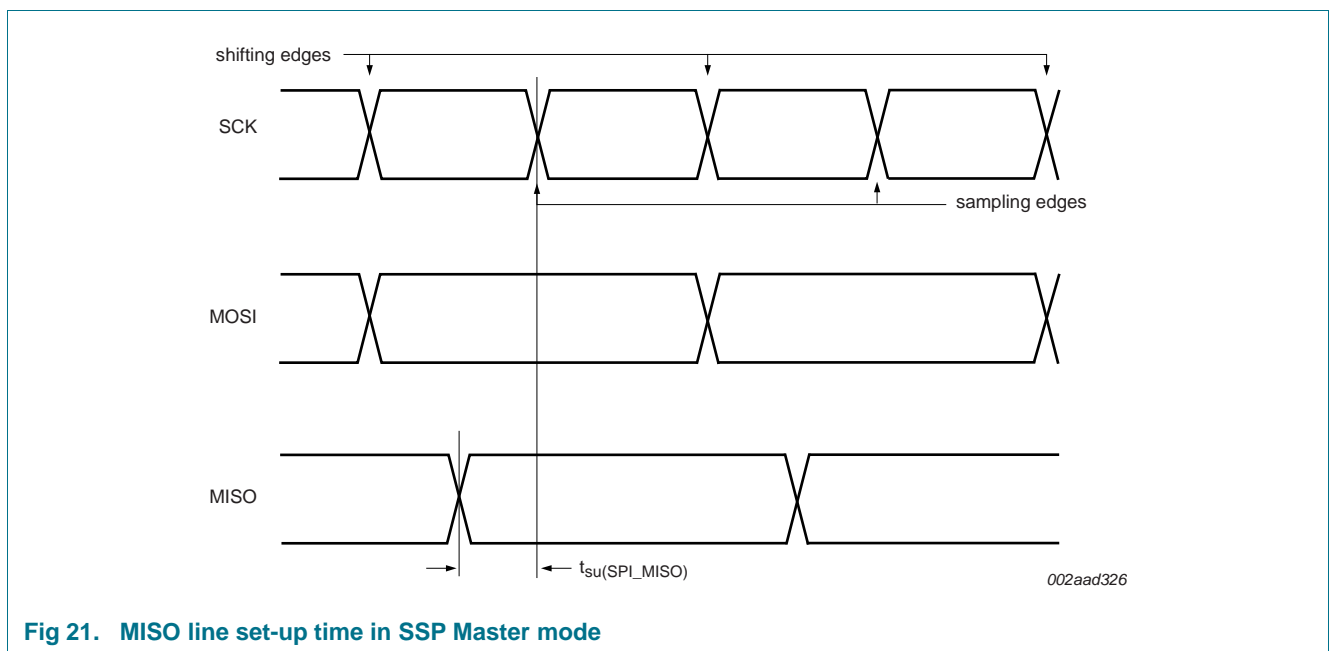 shifting edges
SCK
sampling edges
MOSI
MISO
tsu(SPI_MISO)
002aad326
Fig 21. MISO line set-up time in SSP Master mode